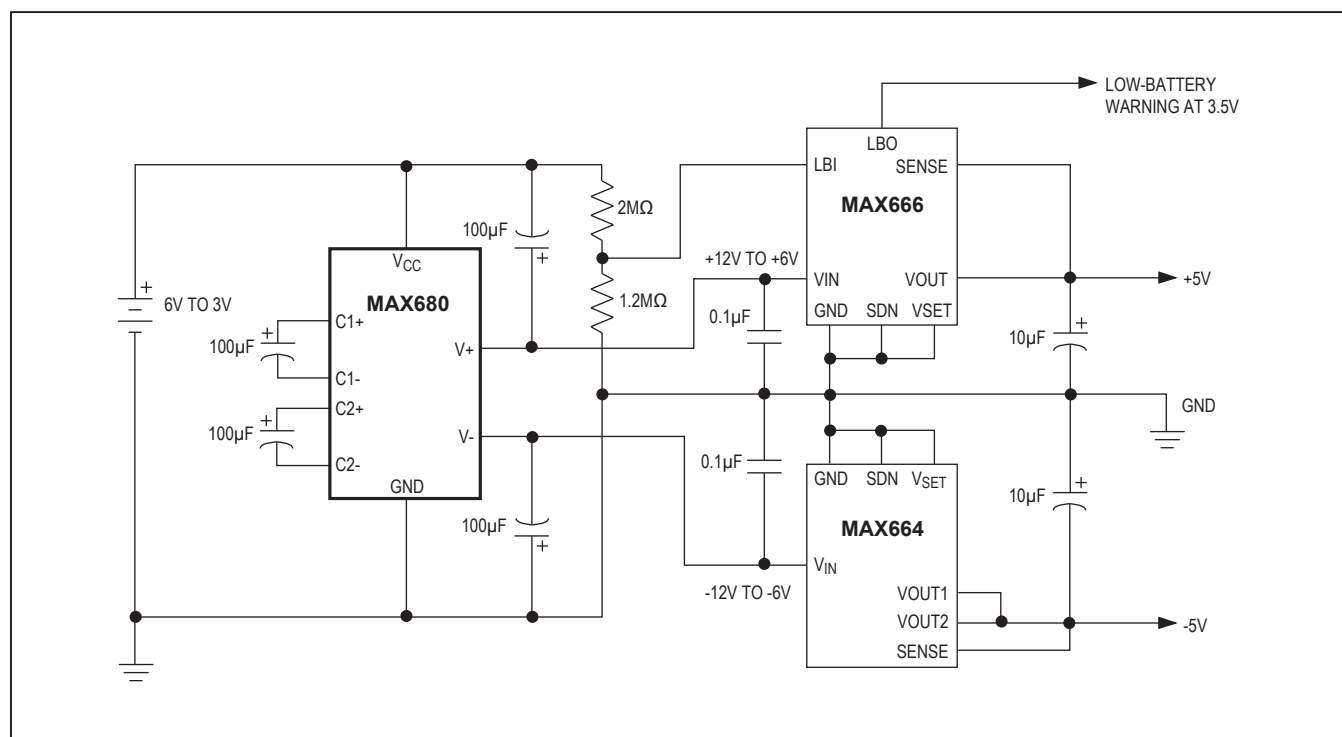 LOW-BATTERY
WARNING AT 3.5V
LBO
LBI
SENSE
MAX666
2MΩ
100µF
+
VCC
+12V TO +6V
VIN
VOUT
+5V
+
6V TO 3V
MAX680
1.2MΩ
C1+
+
100µF
C1-
V+
0.1µF
GND SDN VSET
10µF
+
C2+
+
100µF
C2-
V-
GND
0.1µF
GND SDN VSET
10µF
+
GND
100µF
+
MAX664
VIN
-12V TO -6V
VOUT1
VOUT2
-5V
SENSE